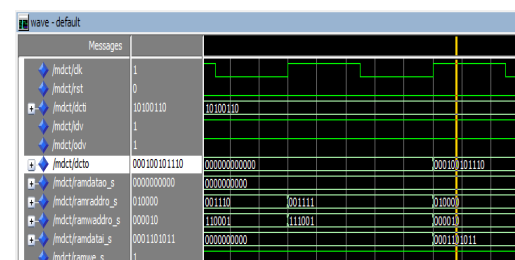 wave - default
Messages
/mdct/clk 1
/mdct/rst 0
/mdct/dcti 10100110 10100110
/mdct/idv 1
/mdct/odv 1
/mdct/dcto 000100101110 000000000000 000100101110
/mdct/ramdatao_s 0000000000 0000000000
/mdct/ramraddro_s 010000 001110 001111 010000
/mdct/ramwaddro_s 000010 110001 111001 000010
/mdct/ramdatai_s 0001101011 0000000000 0001101011
/mdct/ramwe_s 1